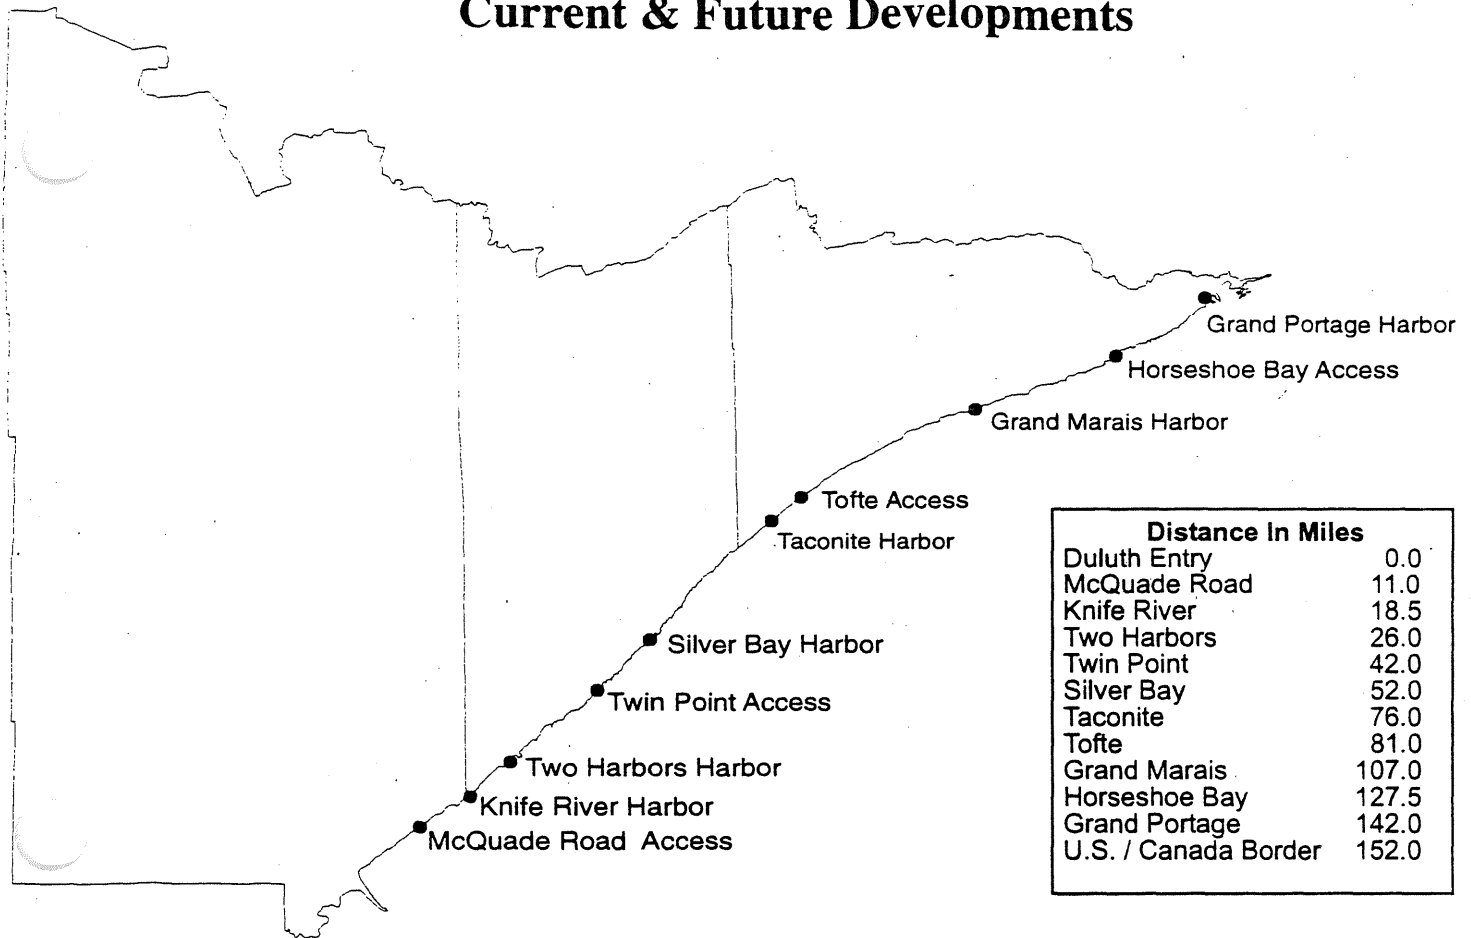 Current & Future Developments
Grand Portage Harbor
Horseshoe Bay Access
Grand Marais Harbor
Tofte Access
Taconite Harbor
Silver Bay Harbor
Twin Point Access
Two Harbors Harbor
Knife River Harbor
McQuade Road Access
Distance In Miles
Duluth Entry 0.0
McQuade Road 11.0
Knife River 18.5
Two Harbors 26.0
Twin Point 42.0
Silver Bay 52.0
Taconite 76.0
Tofte 81.0
Grand Marais 107.0
Horseshoe Bay 127.5
Grand Portage 142.0
U.S. / Canada Border 152.0